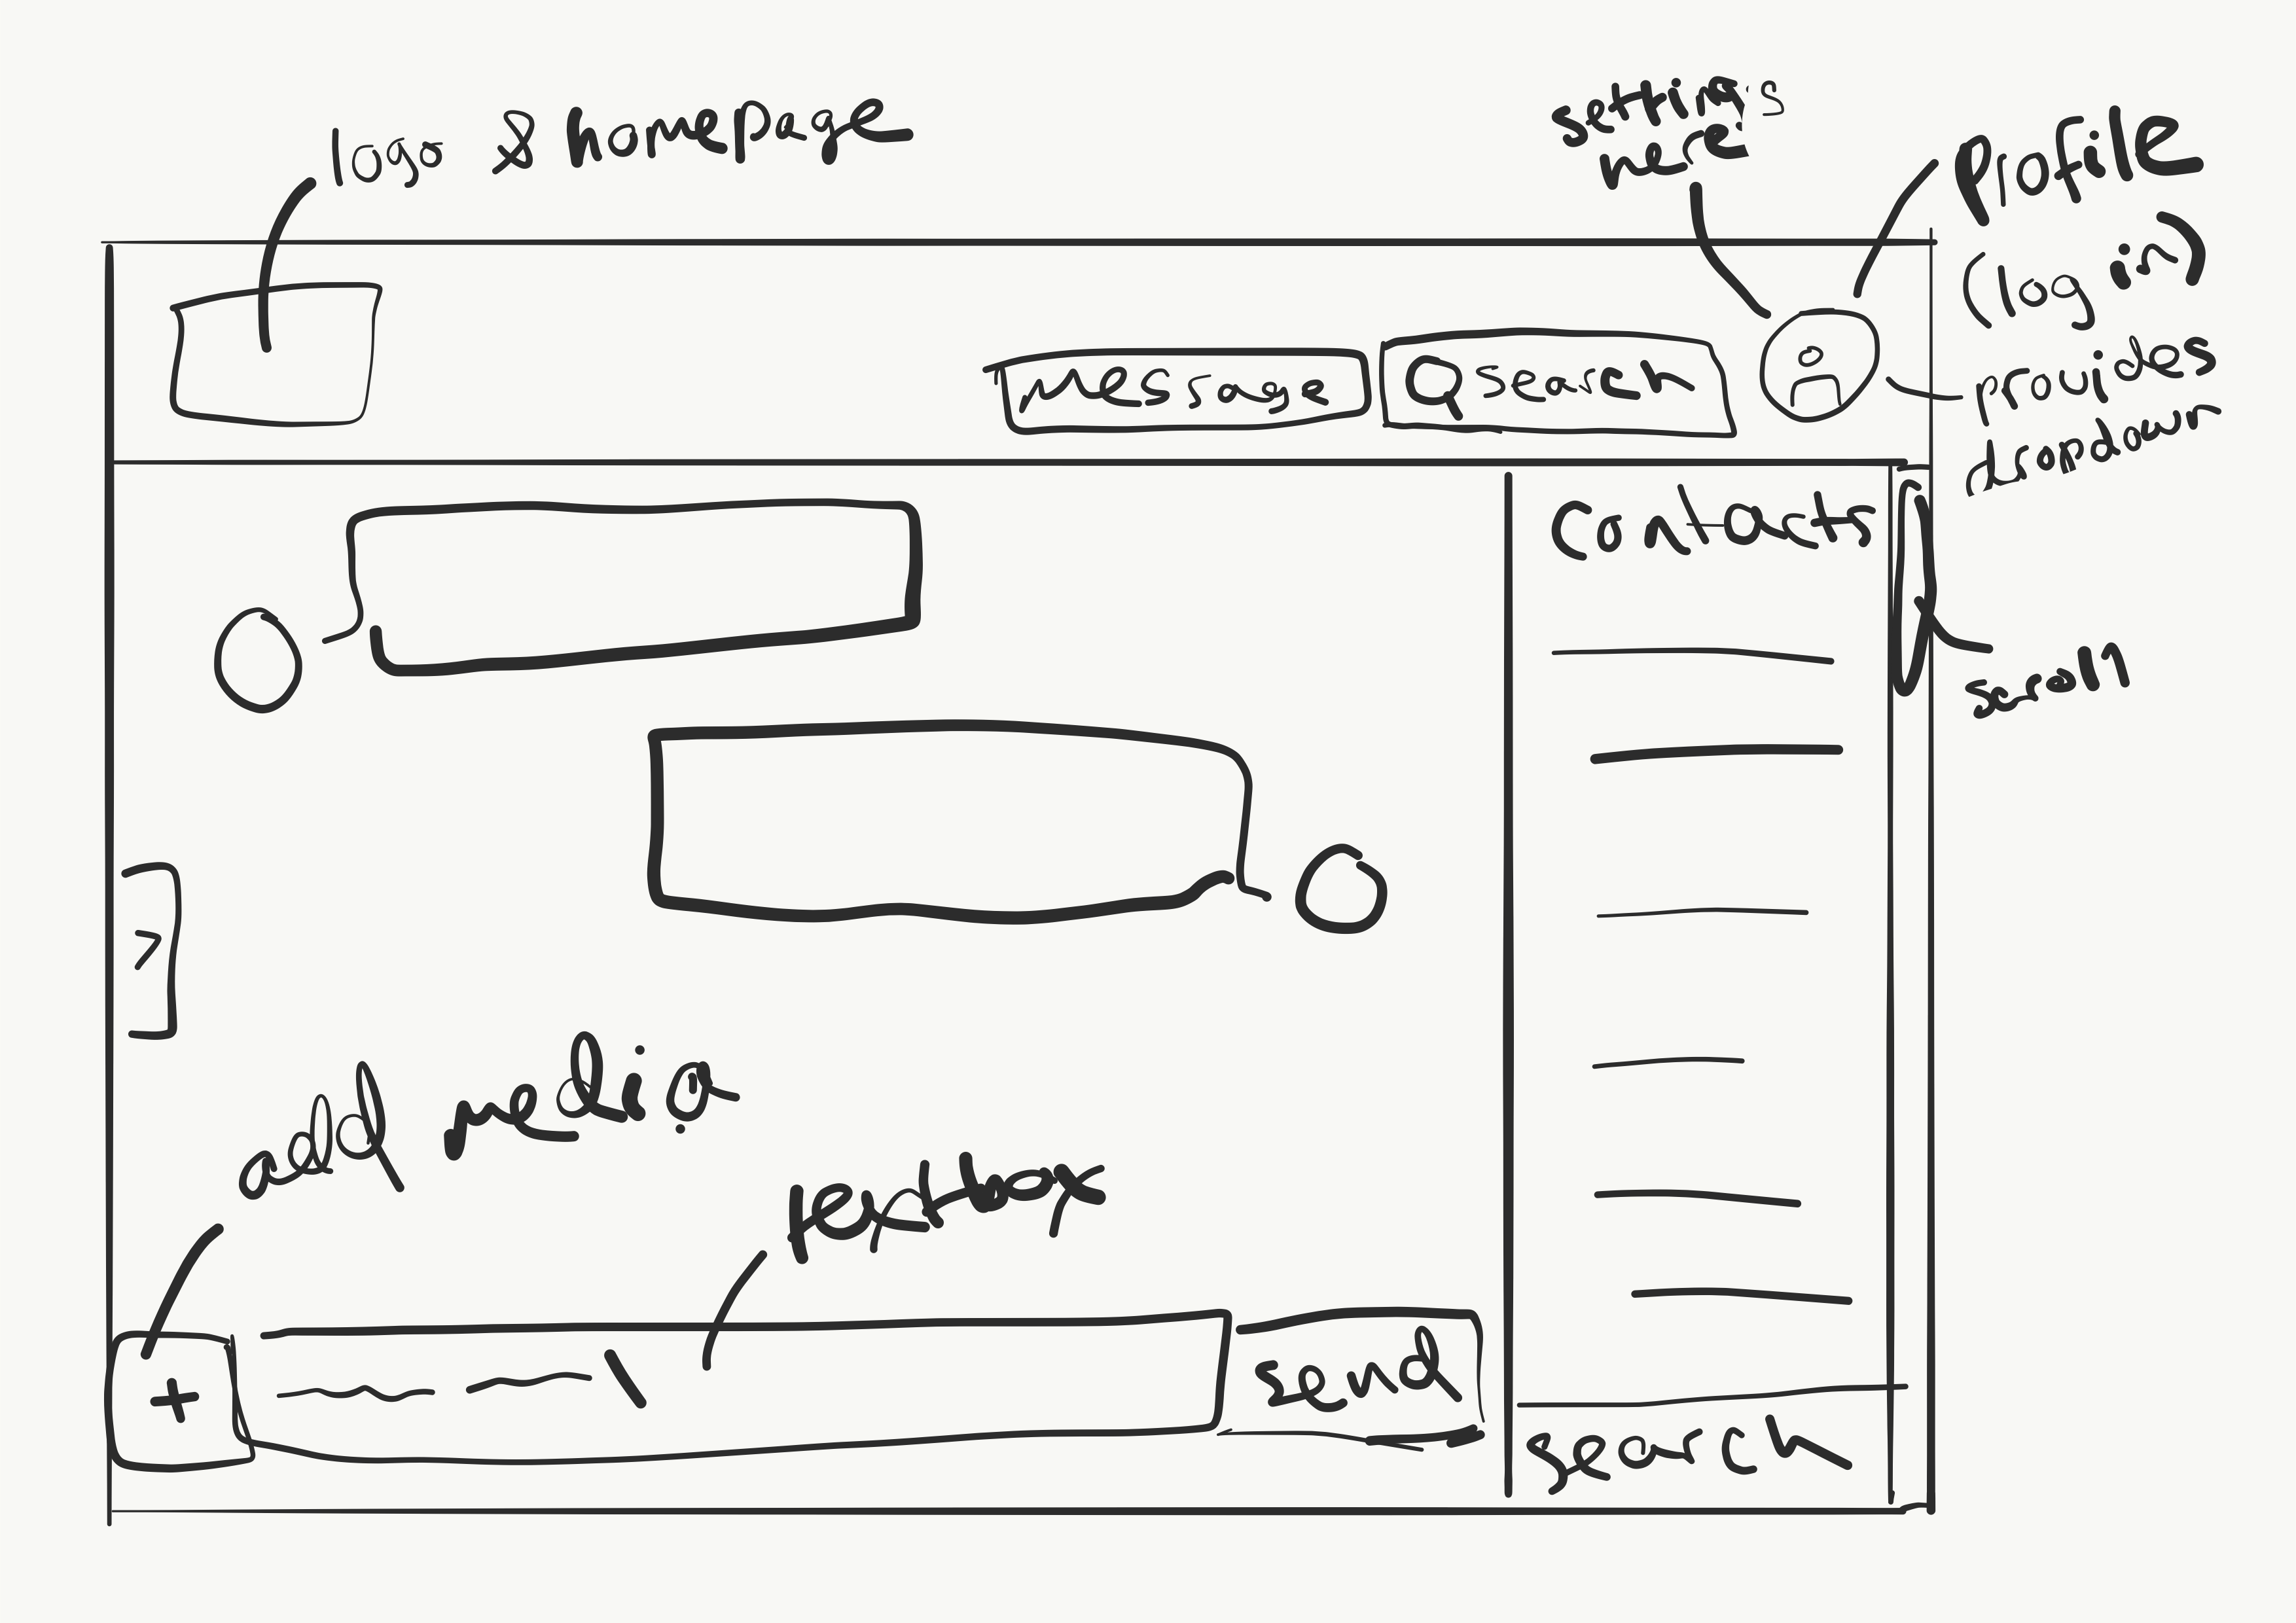 logo & homepage
settings
here
Profile
(log in)
provides
dropdown
message
search
contacts
scroll
add media
textbox
+
send
search